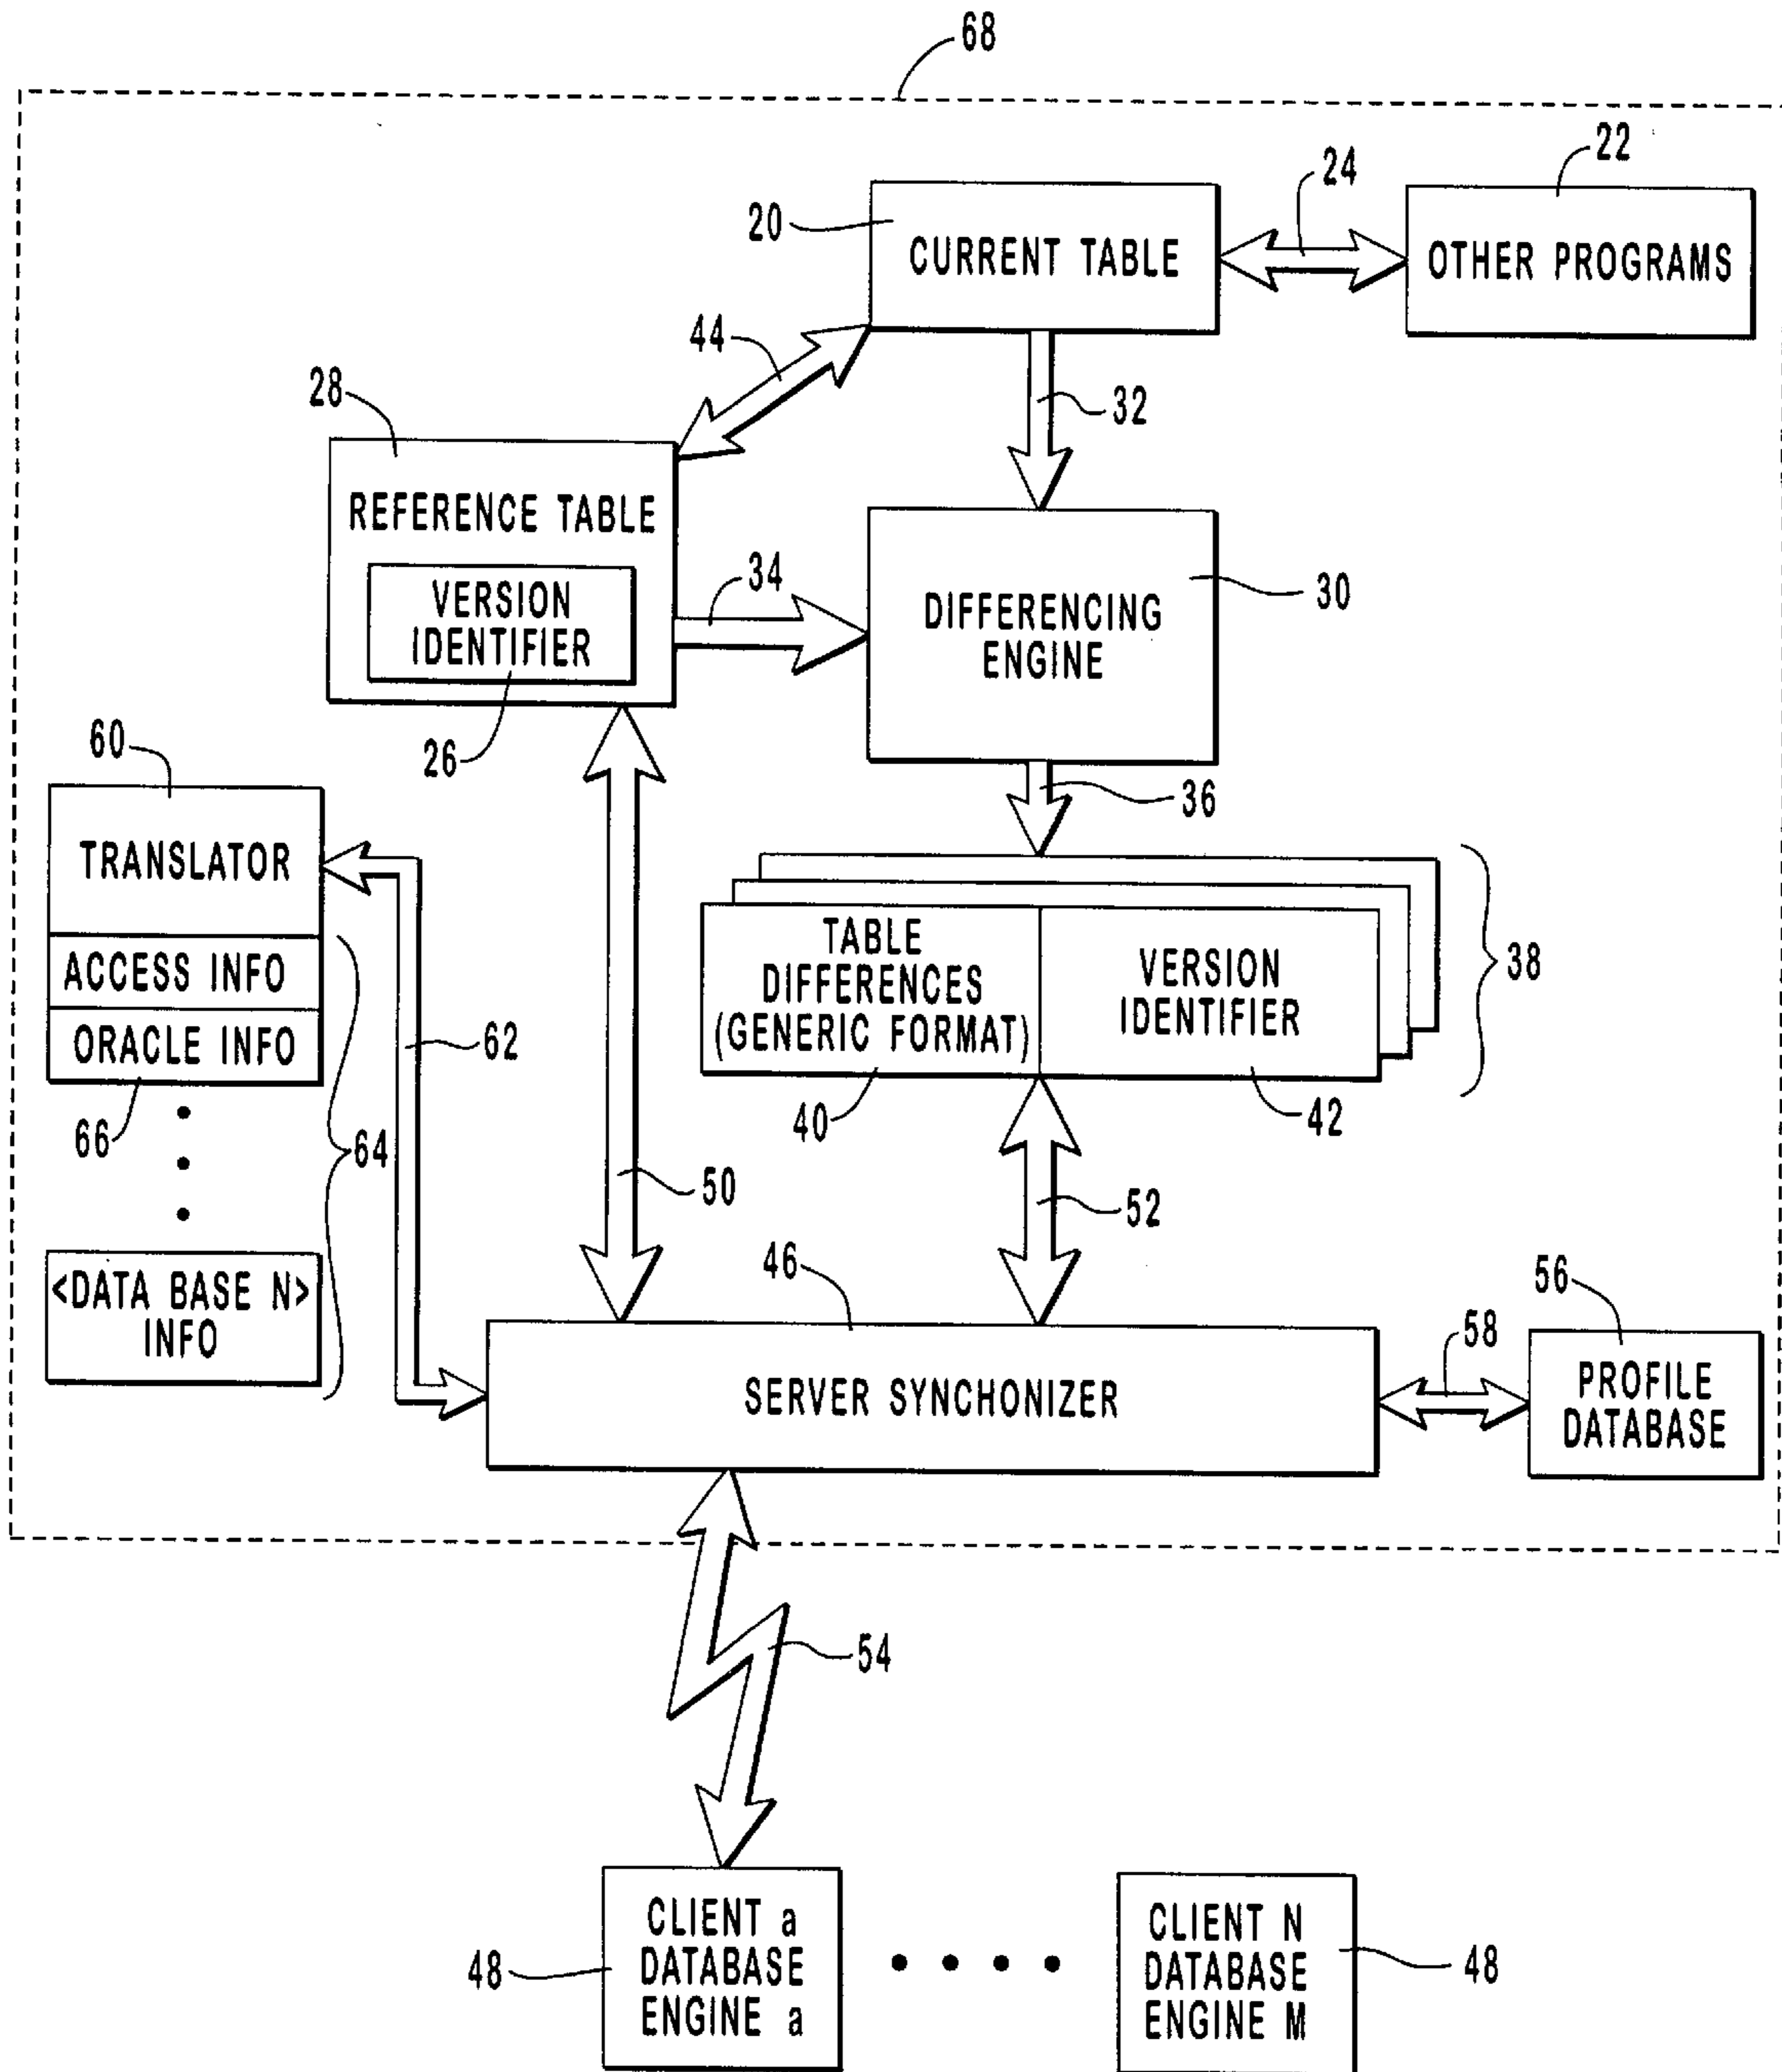 68
22
24
20
CURRENT TABLE
OTHER PROGRAMS
44
28
32
REFERENCE TABLE
34
VERSION
IDENTIFIER
30
DIFFERENCING
ENGINE
26
60
36
TRANSLATOR
ACCESS INFO
ORACLE INFO
62
TABLE
DIFFERENCES
(GENERIC FORMAT)
VERSION
IDENTIFIER
38
40
42
66
64
50
52
<DATA BASE N>
INFO
46
56
58
SERVER SYNCHONIZER
PROFILE
DATABASE
54
CLIENT a
DATABASE
ENGINE a
48
CLIENT N
DATABASE
ENGINE M
48